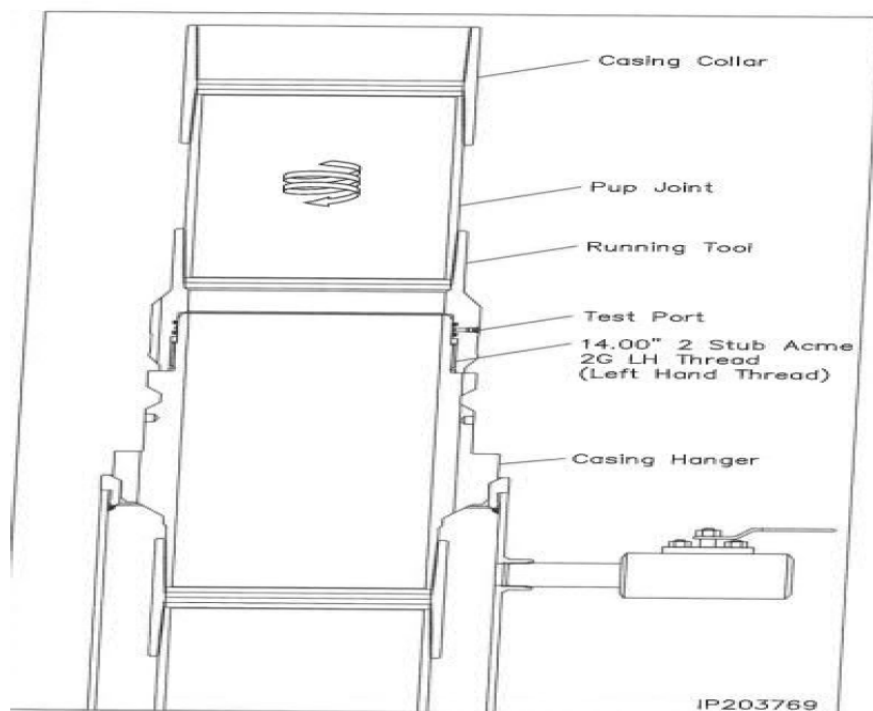 Casing Collar
Pup Joint
Running Tool
Test Port
14.00" 2 Stub Acme
2G LH Thread
(Left Hand Thread)
Casing Hanger
IP203769